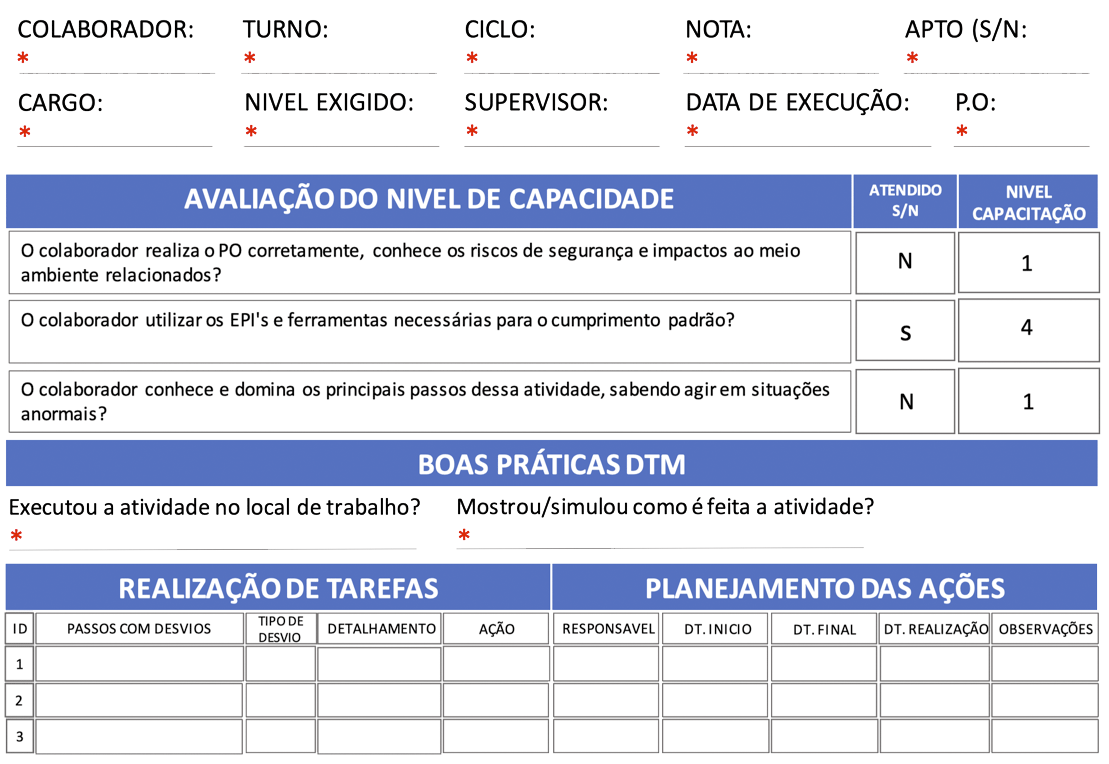 COLABORADOR: TURNO: CICLO: NOTA: APTO (S/N:
* * * * *
CARGO: NIVEL EXIGIDO: SUPERVISOR: DATA DE EXECUÇÃO: P.O:
* * * * *
AVALIAÇÃO DO NIVEL DE CAPACIDADE ATENDIDO S/N NIVEL CAPACITAÇÃO
O colaborador realiza o PO corretamente, conhece os riscos de segurança e impactos ao meio
ambiente relacionados?
N 1
O colaborador utilizar os EPI's e ferramentas necessárias para o cumprimento padrão?
S 4
O colaborador conhece e domina os principais passos dessa atividade, sabendo agir em situações
anormais?
N 1
BOAS PRÁTICAS DTM
Executou a atividade no local de trabalho? Mostrou/simulou como é feita a atividade?
* *
REALIZAÇÃO DE TAREFAS PLANEJAMENTO DAS AÇÕES
ID PASSOS COM DESVIOS TIPO DE DESVIO DETALHAMENTO AÇÃO RESPONSAVEL DT. INICIO DT. FINAL DT. REALIZAÇÃO OBSERVAÇÕES
1
2
3